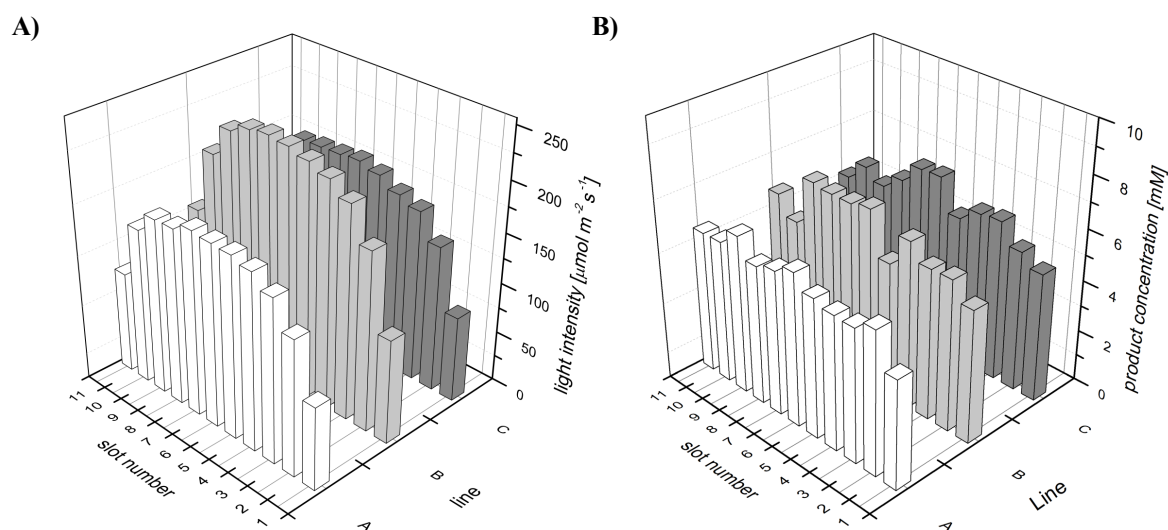 A)
250
200
150
100
50
0
light intensity [µmol m⁻² s⁻¹]
11
10
9
8
7
6
5
4
3
2
1
slot number
A
B
C
line
B)
10
8
6
4
2
0
product concentration [mM]
11
10
9
8
7
6
5
4
3
2
1
slot number
A
B
C
Line